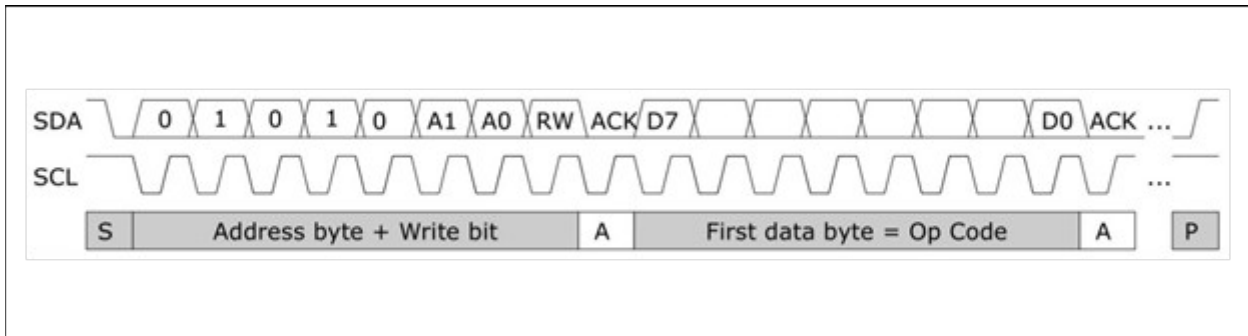 SDA 0 1 0 1 0 A1 A0 RW ACK D7 D0 ACK ...
SCL ...
S Address byte + Write bit A First data byte = Op Code A P